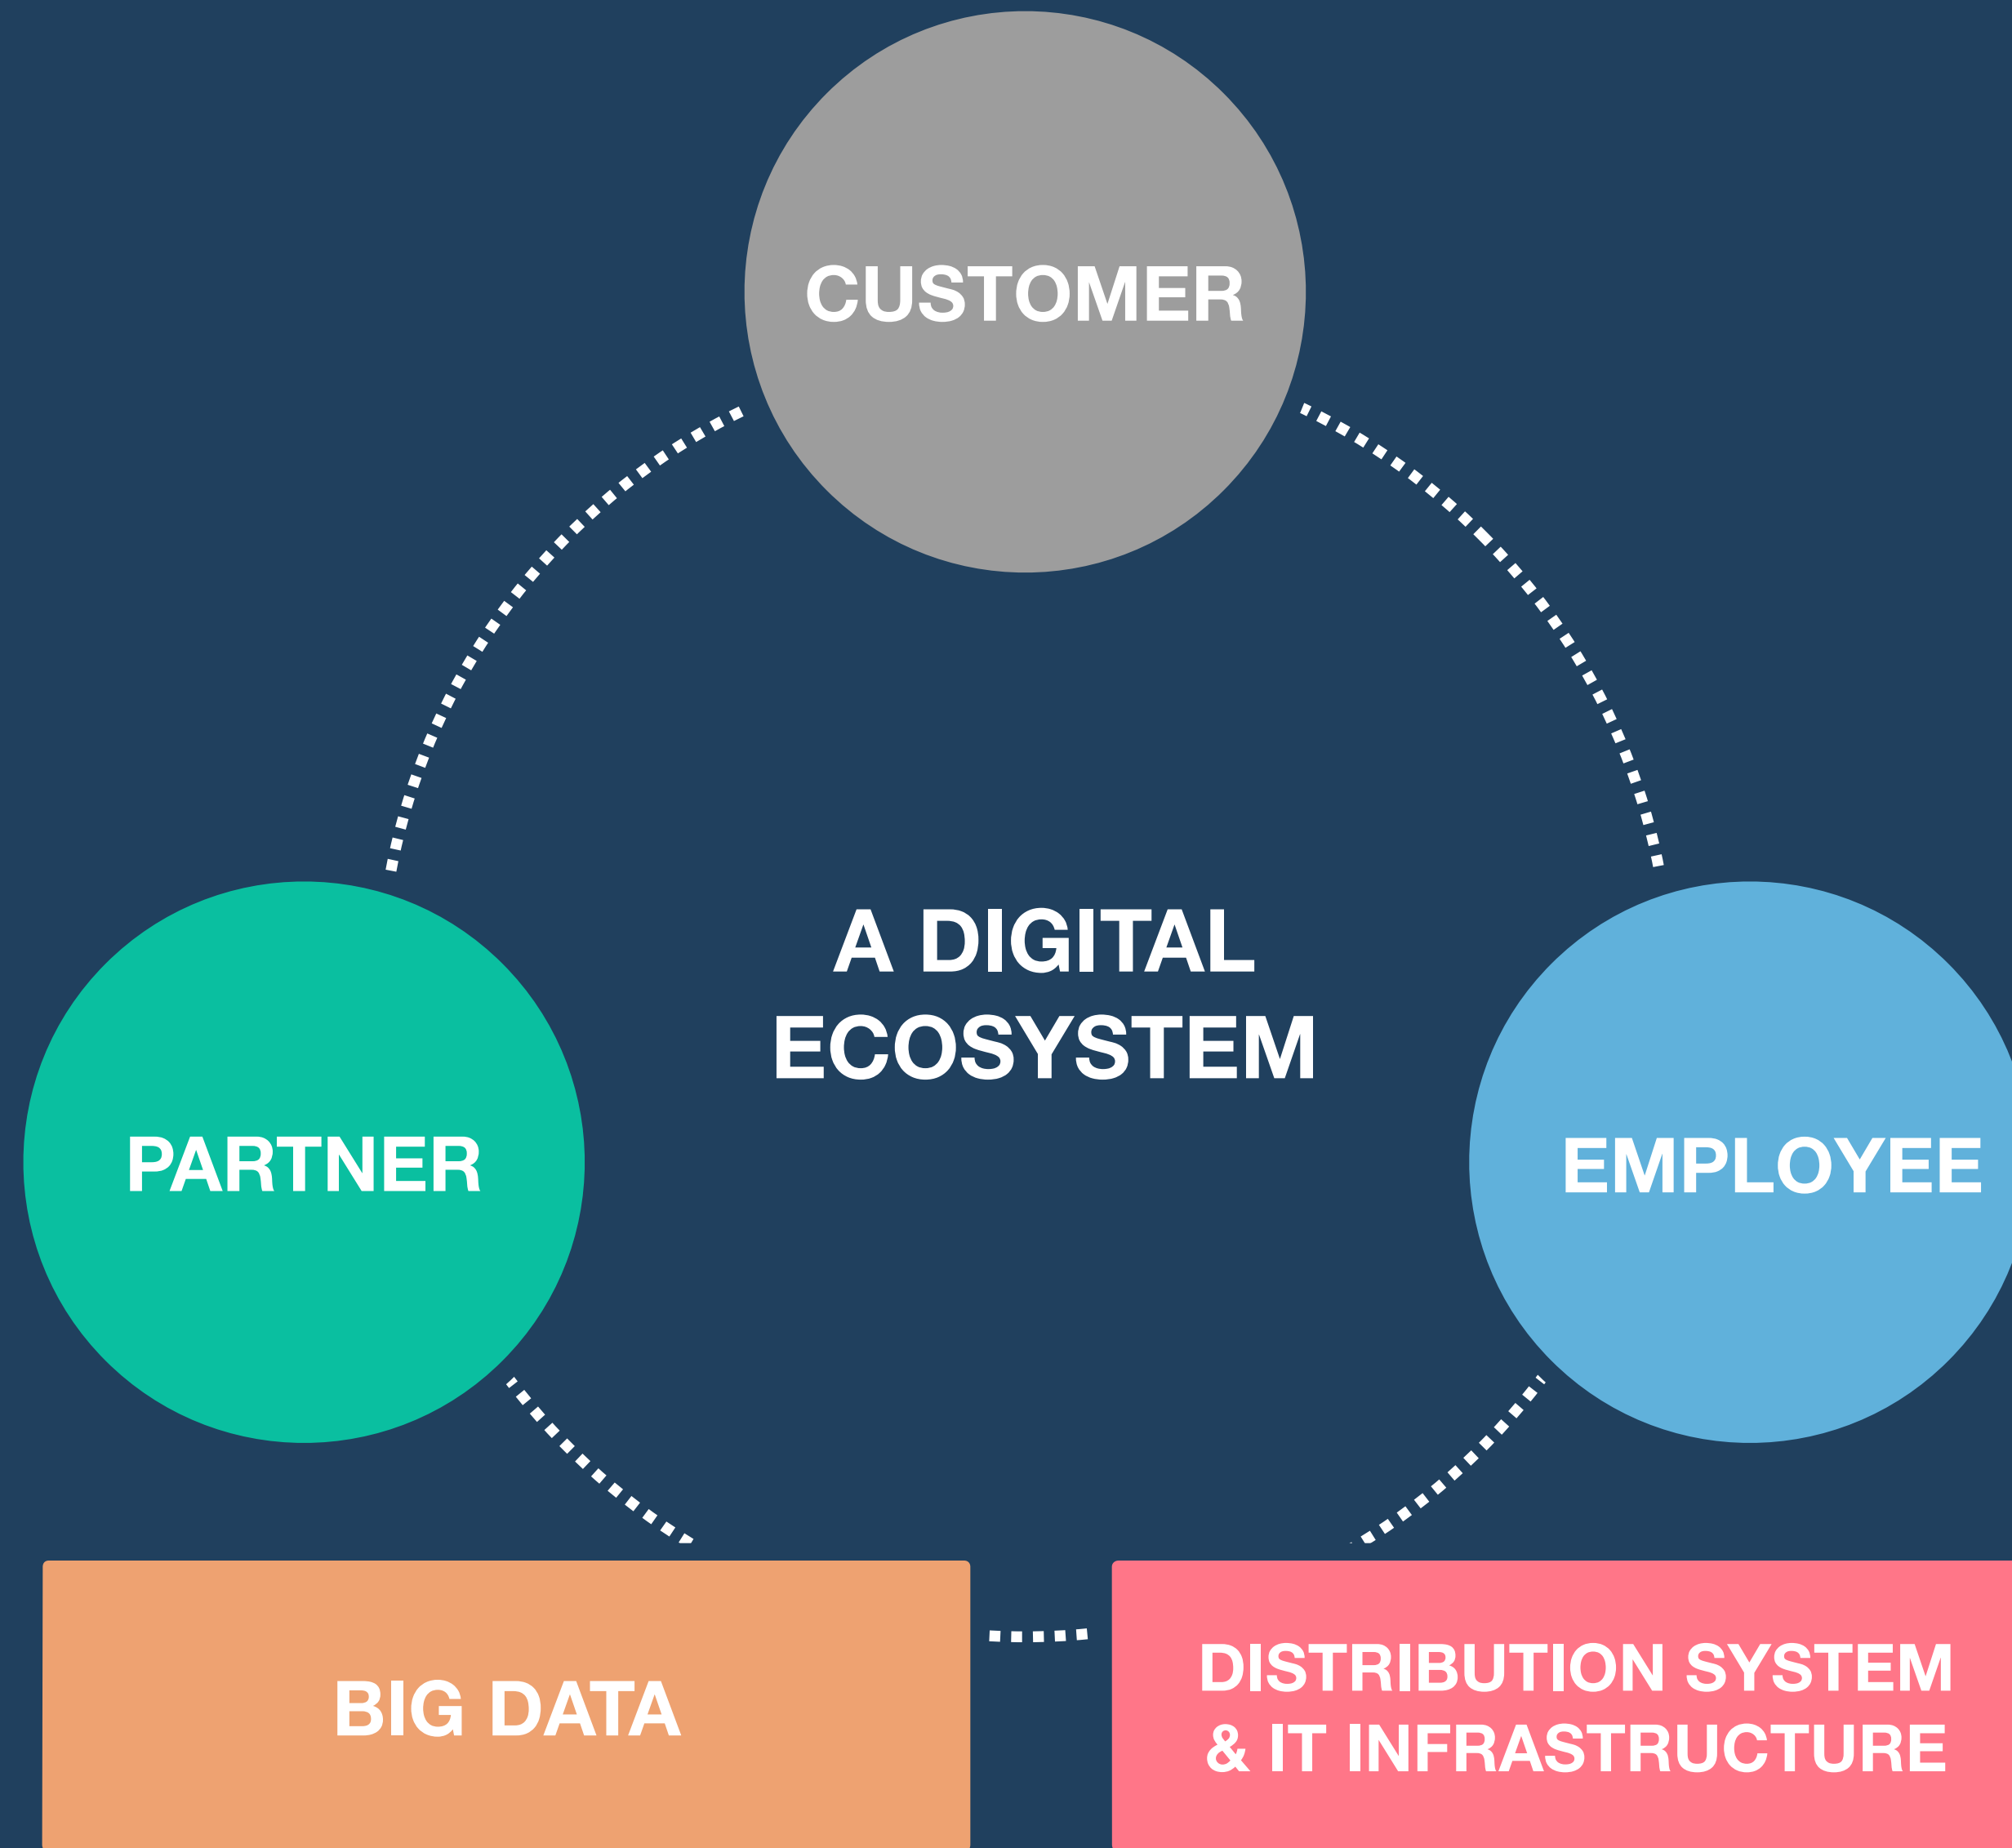 CUSTOMER
A DIGITAL
ECOSYSTEM
PARTNER
EMPLOYEE
BIG DATA
DISTRIBUTION SYSTEM
& IT INFRASTRUCTURE